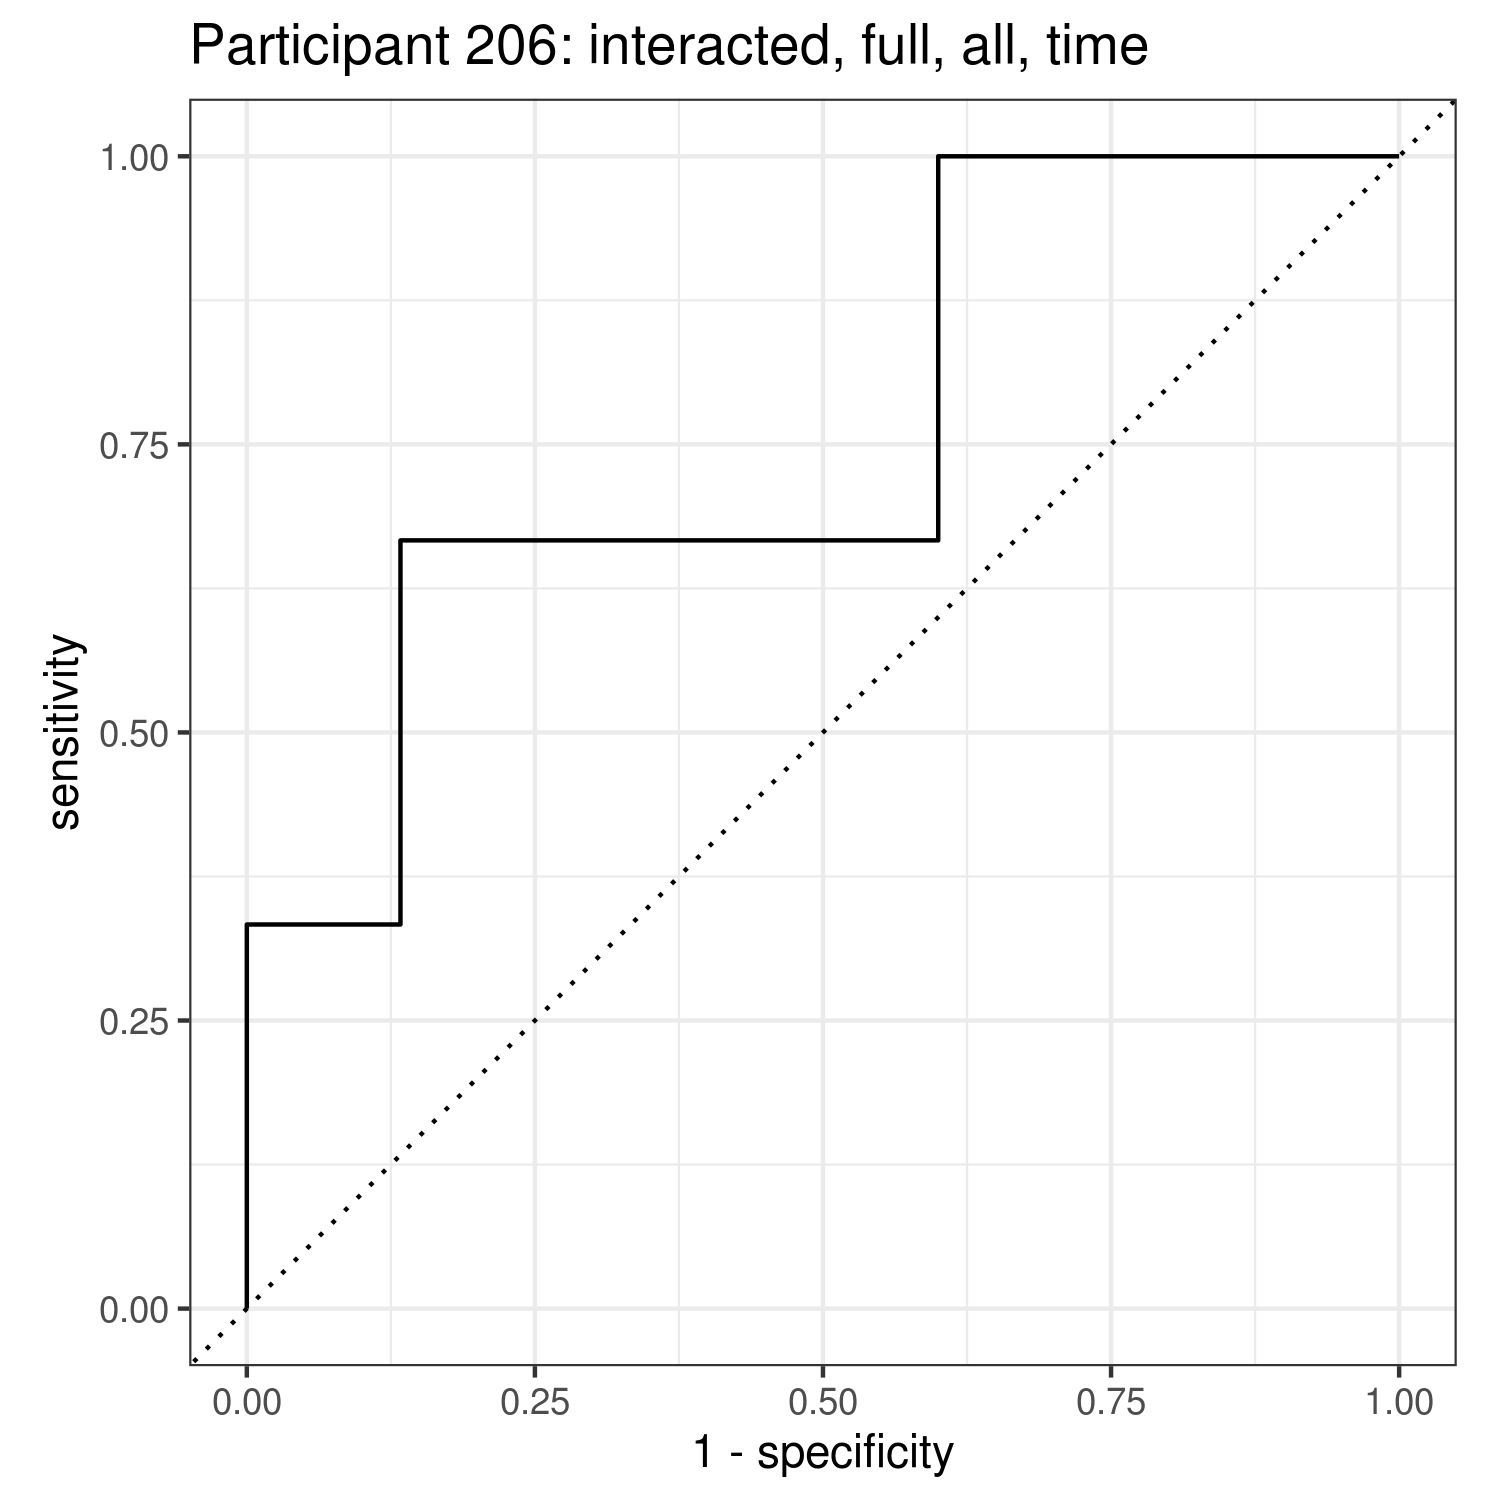 Participant 206: interacted, full, all, time
1.00
0.75
0.50
0.25
0.00
sensitivity
0.00 0.25 0.50 0.75 1.00
1 - specificity